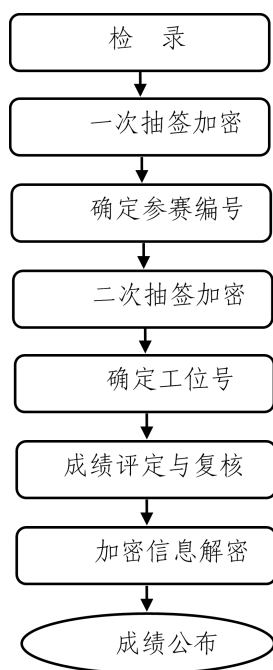 检 录
一次抽签加密
确定参赛编号
二次抽签加密
确定工位号
成绩评定与复核
加密信息解密
成绩公布